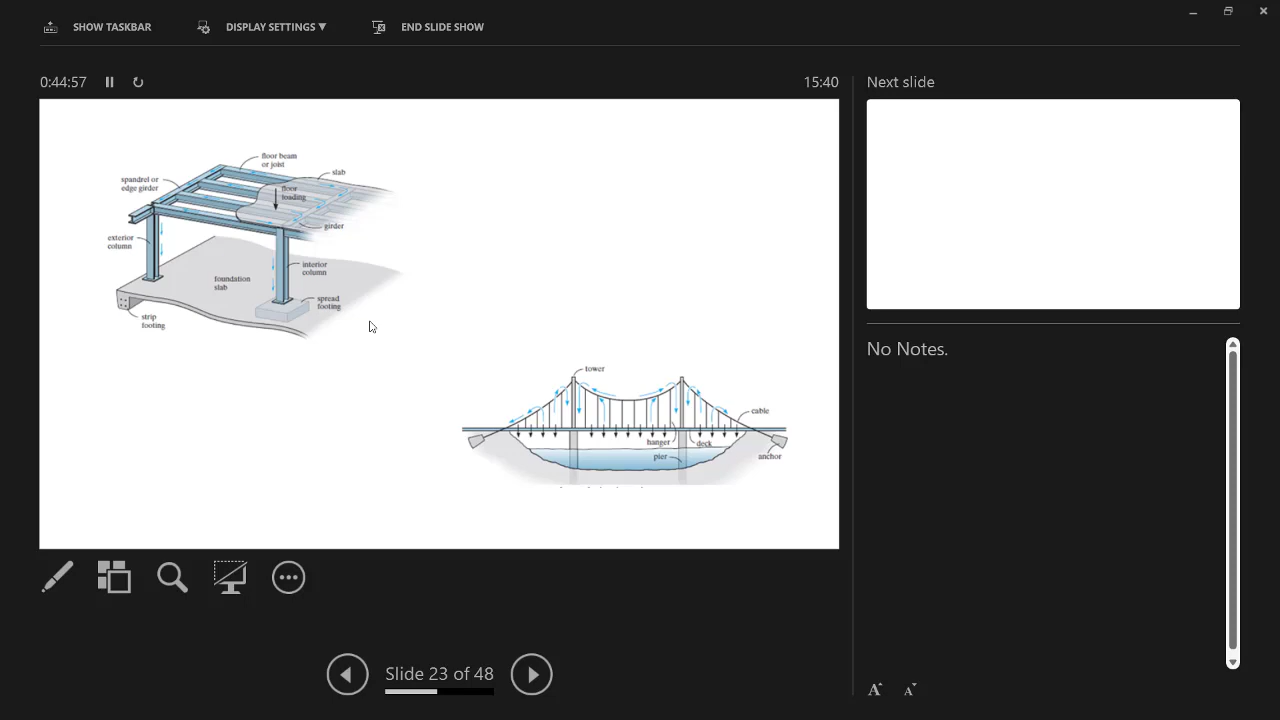 SHOW TASKBAR
DISPLAY SETTINGS ▼
END SLIDE SHOW
0:44:57
15:40
Next slide
floor beam
or joist
slab
spandrel or
edge girder
floor
loading
girder
exterior
column
interior
column
foundation
slab
spread
footing
strip
footing
No Notes.
tower
cable
hanger
deck
pier
anchor
Slide 23 of 48
A
A